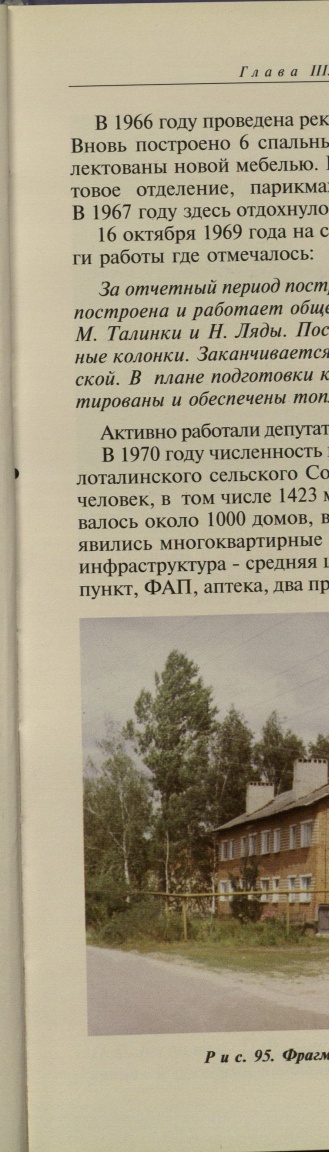 Глава III.
В 1966 году проведена рек
Вновь построено 6 спальны
лектованы новой мебелью.
товое отделение, парикма
В 1967 году здесь отдохнуло
16 октября 1969 года на с
ги работы где отмечалось:
За отчетный период постр
построена и работает обще
М. Талинки и Н. Ляды. Пос
ные колонки. Заканчивается
ской. В плане подготовки к
тированы и обеспечены топ
Активно работали депутат
В 1970 году численность
лоталинского сельского Со
человек, в том числе 1423 м
валось около 1000 домов, в
явились многоквартирные
инфраструктура - средняя ш
пункт, ФАП, аптека, два пр
Рис. 95. Фрагм